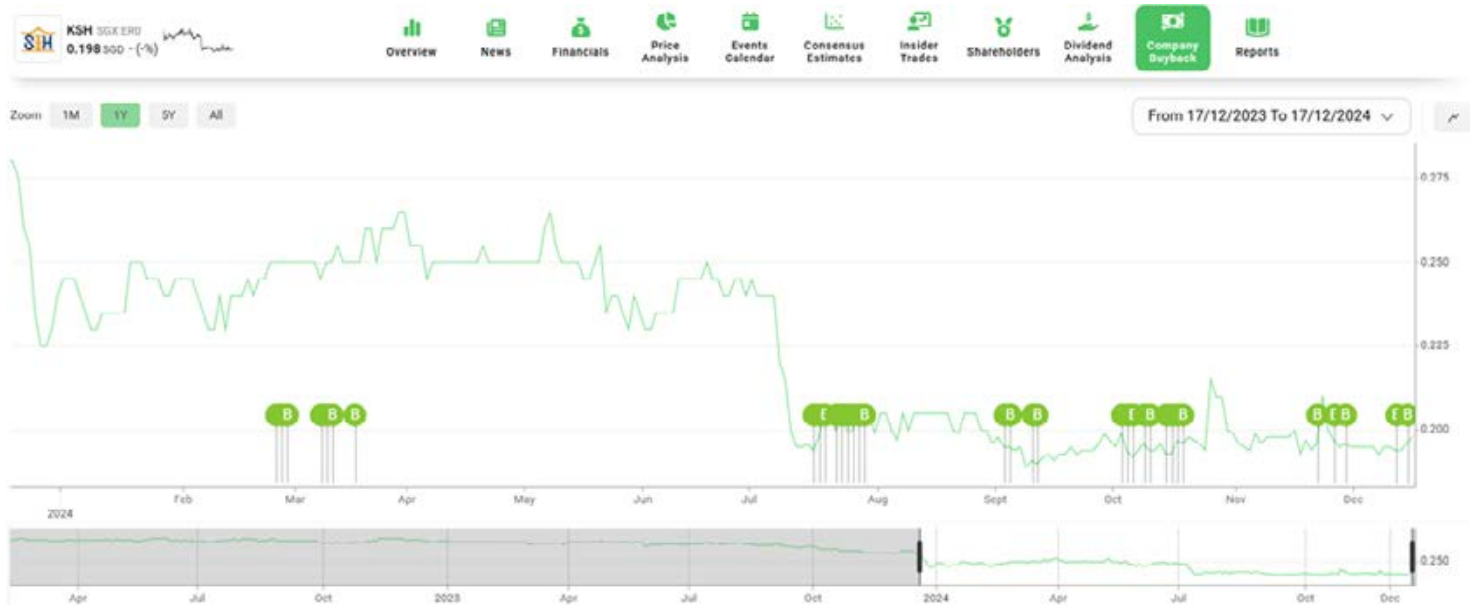 SIH
KSH SGX:ER0
0.198 SGD - (-%)
Overview
News
Financials
Price Analysis
Events Calendar
Consensus Estimates
Insider Trades
Shareholders
Dividend Analysis
Company Buyback
Reports
Zoom 1M 1Y 5Y All
From 17/12/2023 To 17/12/2024
0.275
0.250
0.225
0.200
B B B E B B B E B B B E B E B
2024 Feb Mar Apr May Jun Jul Aug Sept Oct Nov Dec
0.250
Apr Jul Oct 2023 Apr Jul Oct 2024 Apr Jul Oct Dec